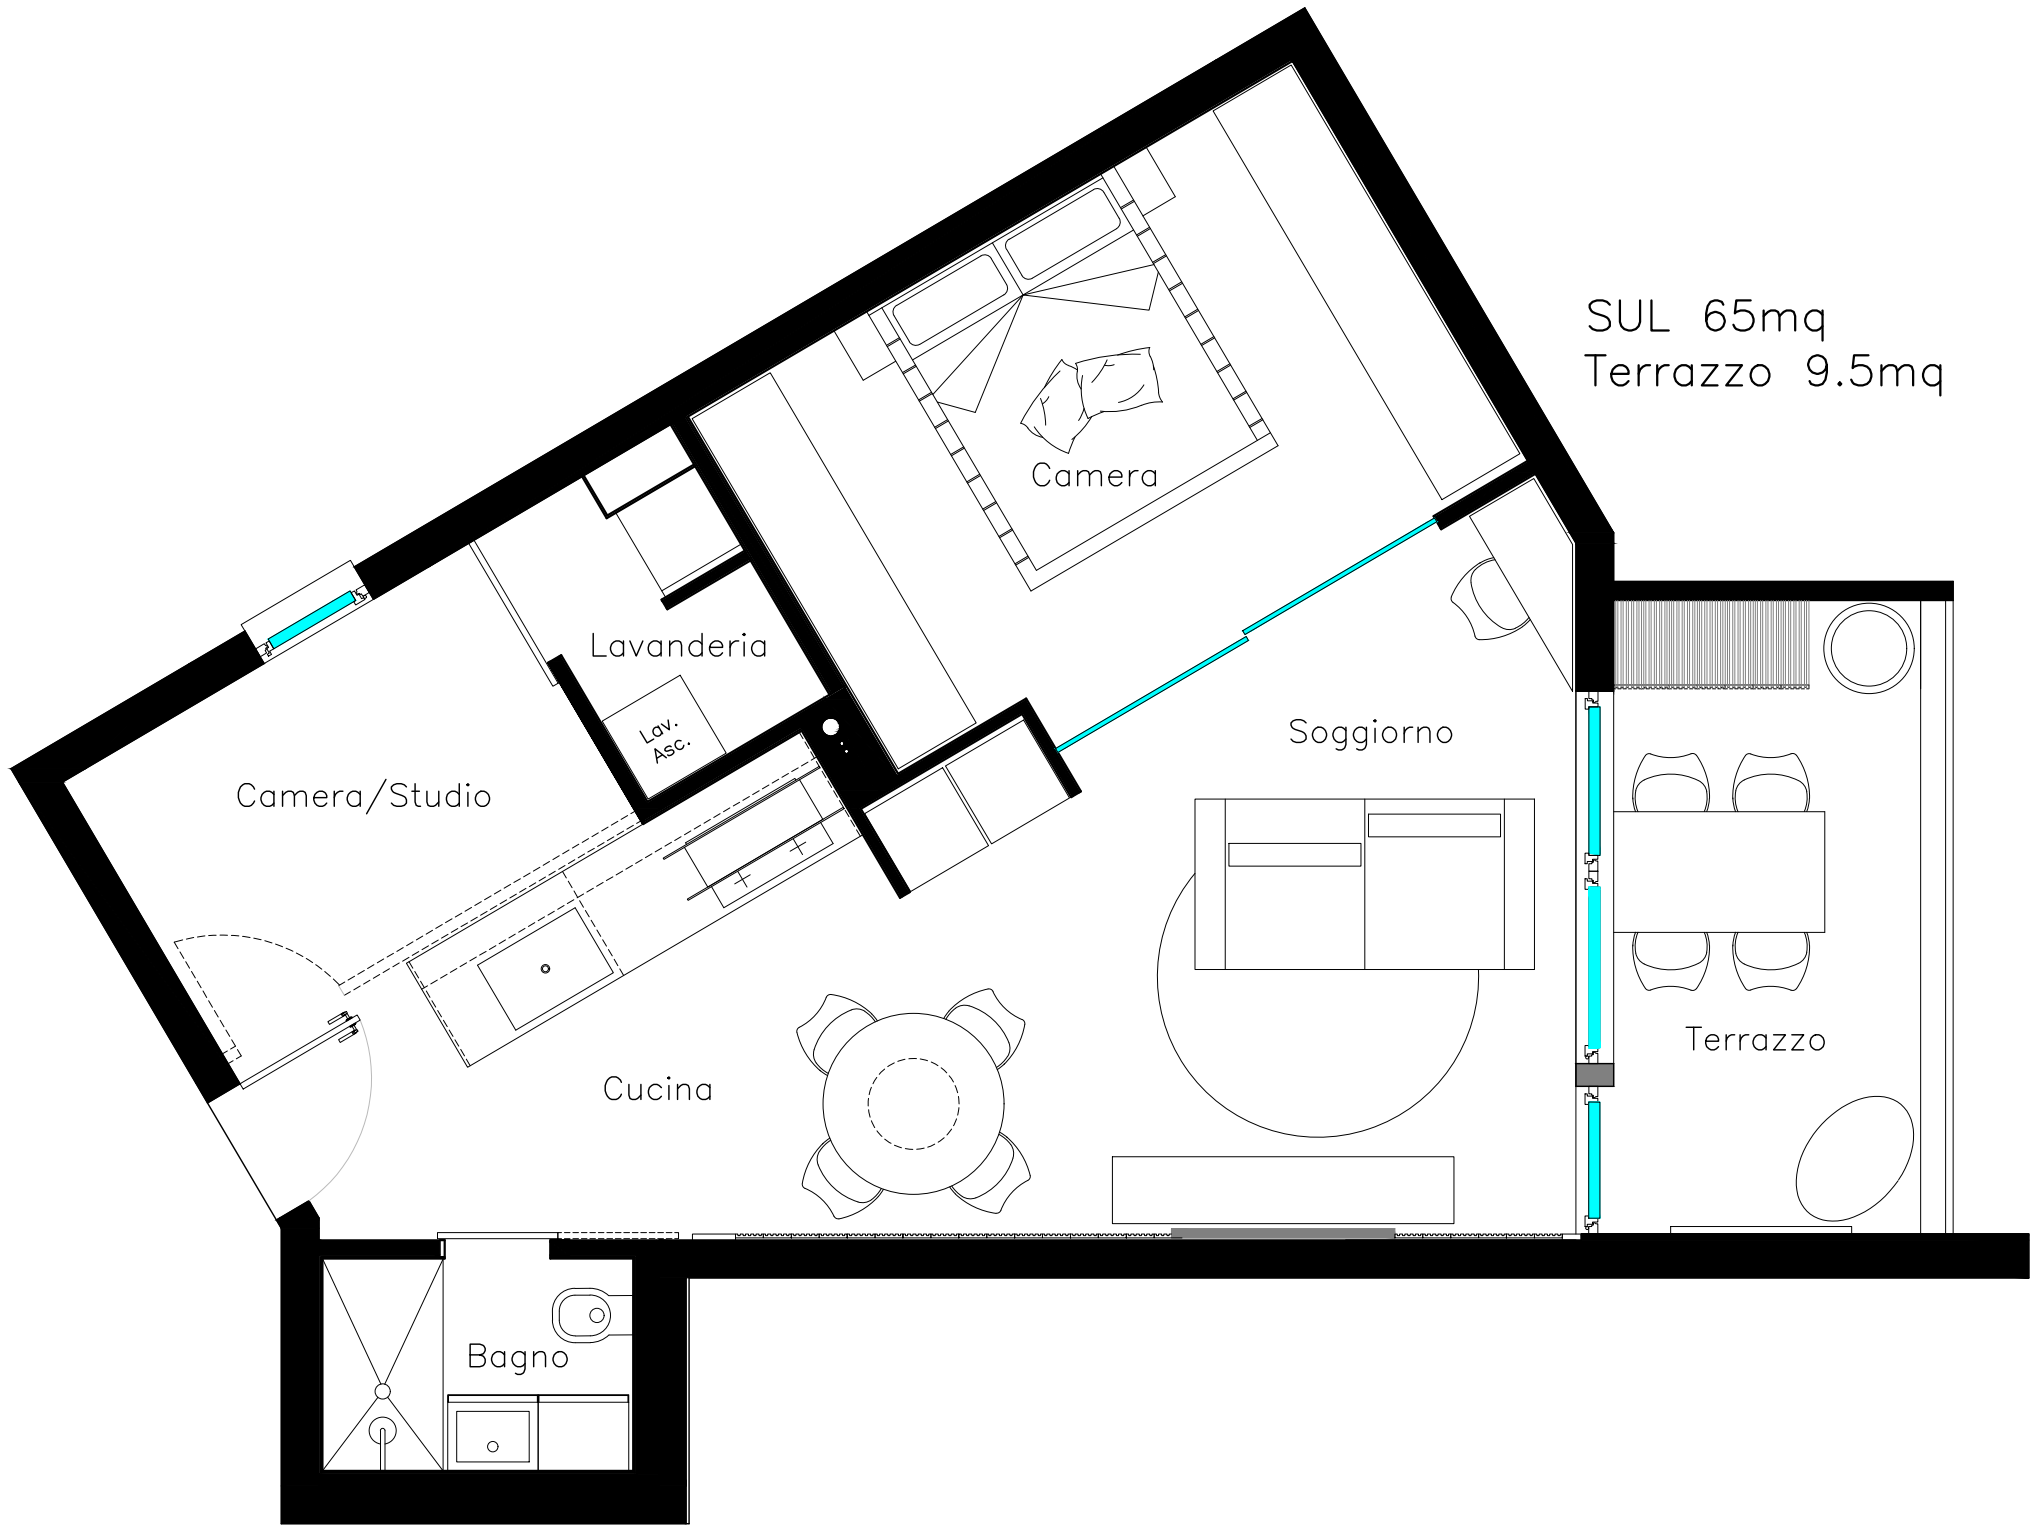 SUL 65mq
Terrazzo 9.5mq
Camera
Lavanderia
Lav.
Asc.
Soggiorno
Camera/Studio
Terrazzo
Cucina
Bagno